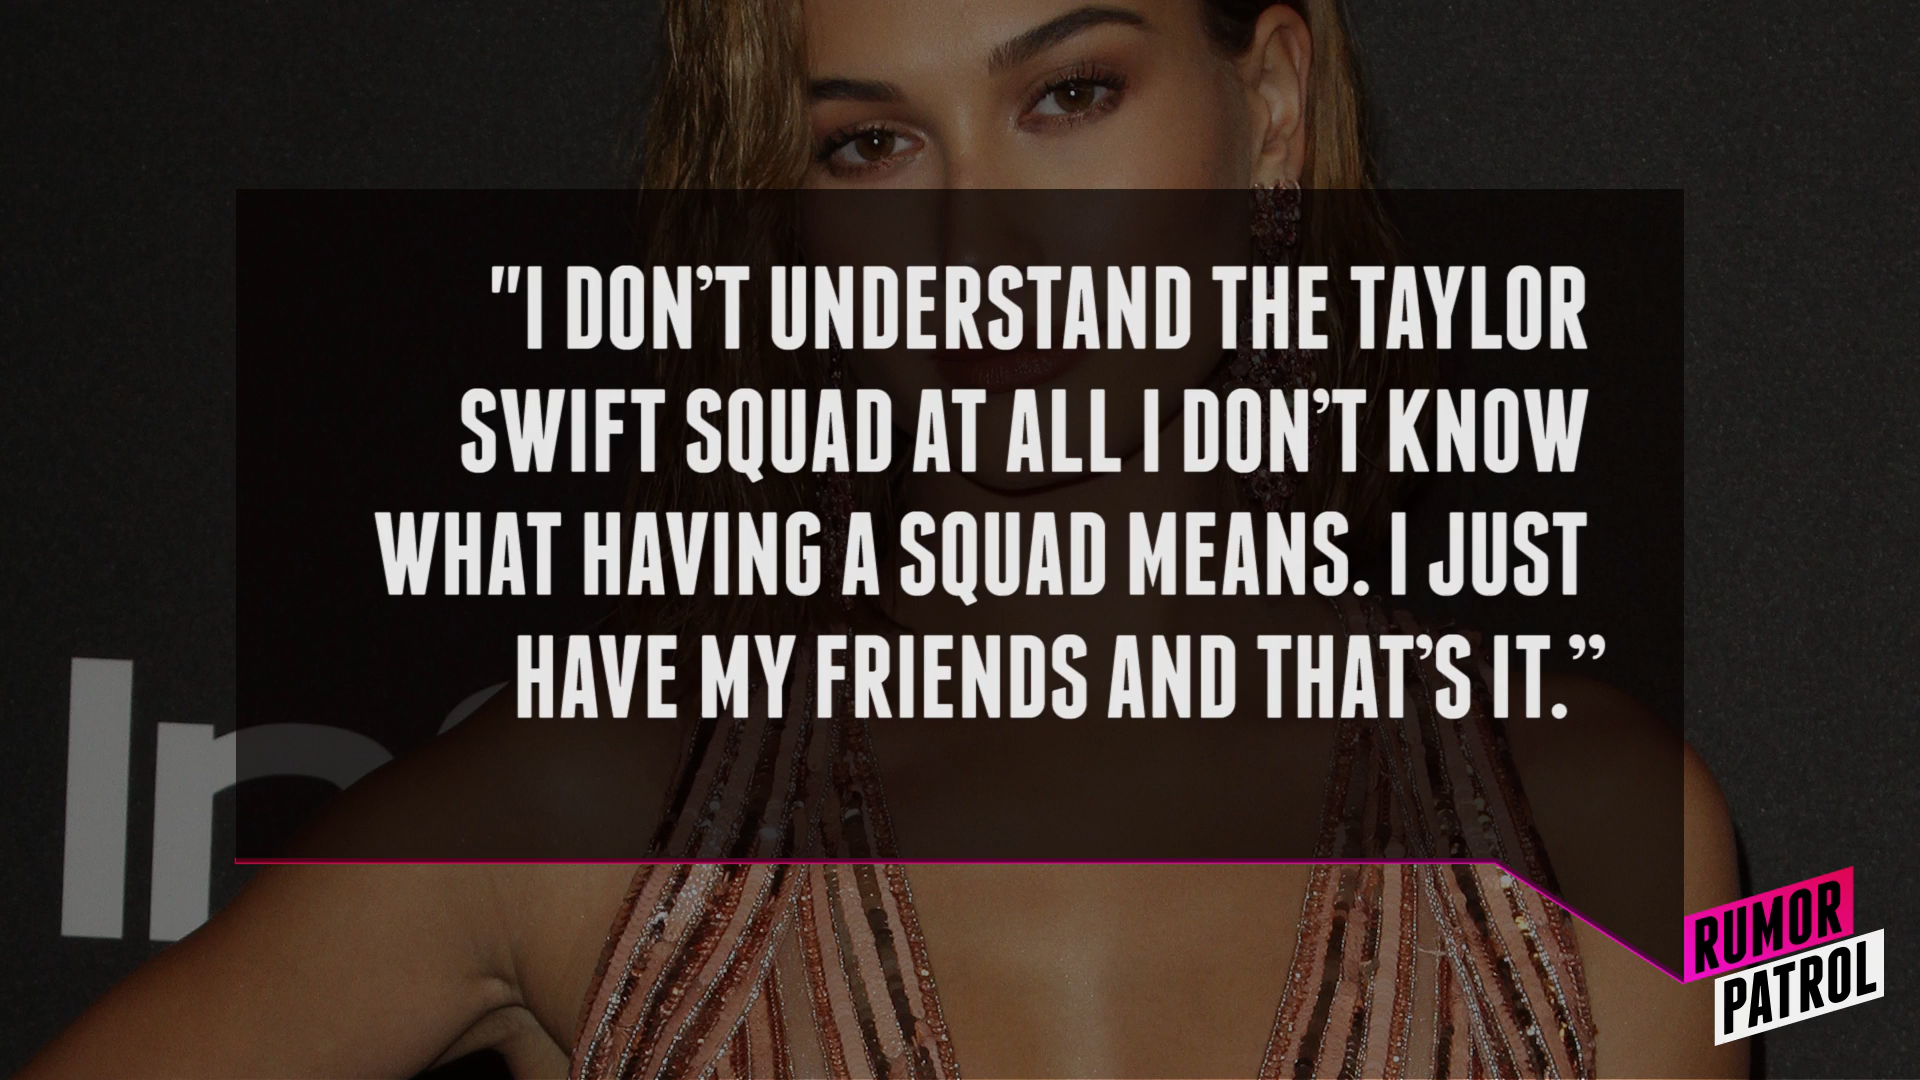 "I DON’T UNDERSTAND THE TAYLOR
SWIFT SQUAD AT ALL I DON’T KNOW
WHAT HAVING A SQUAD MEANS. I JUST
HAVE MY FRIENDS AND THAT’S IT.”
In
RUMOR
PATROL